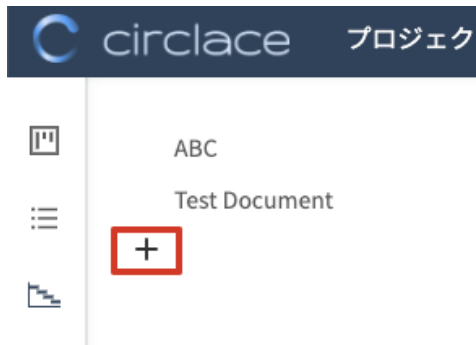 circlace プロジェク
ABC
Test Document
+